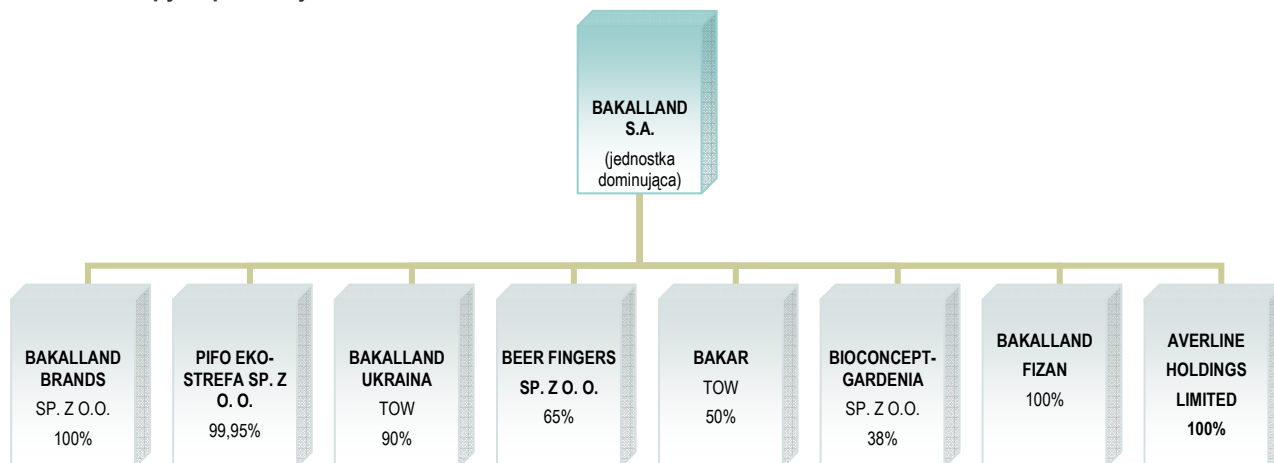 BAKALLAND
S.A.
(jednostka
dominująca)
BAKALLAND
BRANDS
SP. Z O.O.
100%
PIFO EKO-
STREFA SP. Z
O. O.
99,95%
BAKALLAND
UKRAINA
TOW
90%
BEER FINGERS
SP. Z O. O.
65%
BAKAR
TOW
50%
BIOCONCEPT-
GARDENIA
SP. Z O.O.
38%
BAKALLAND
FIZAN
100%
AVERLINE
HOLDINGS
LIMITED
100%